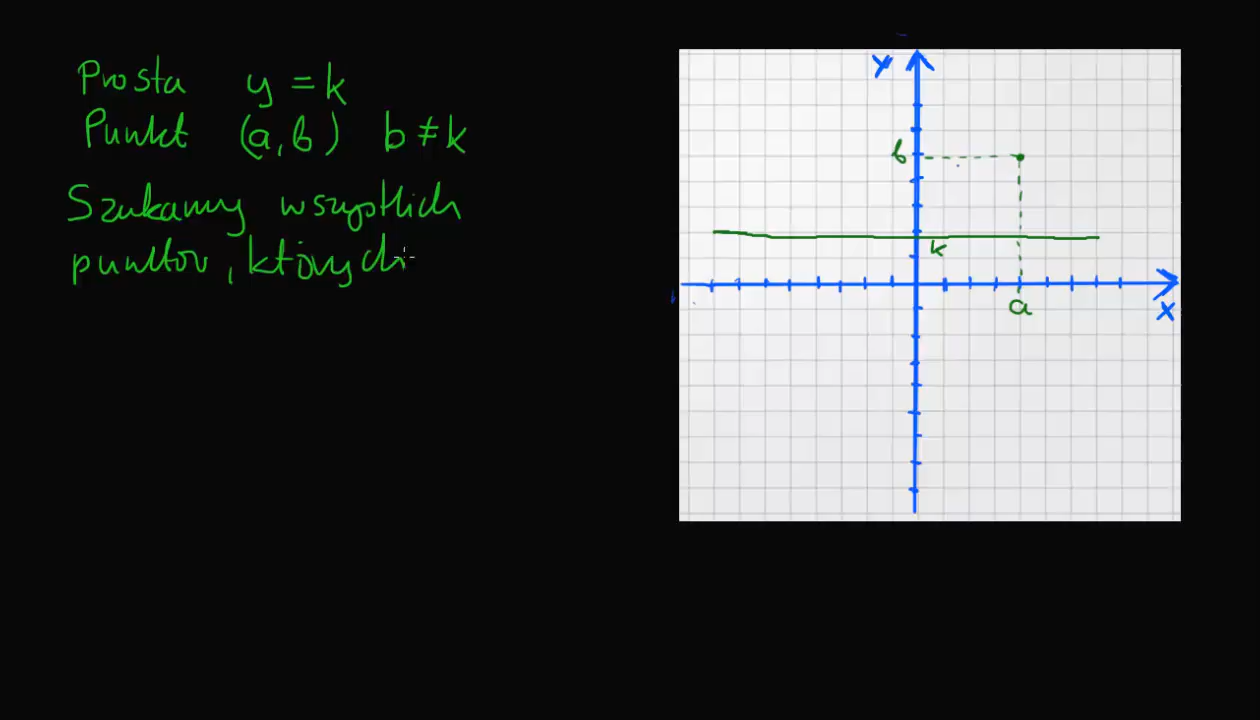 Prosta y = k
Punkt (a, b) b ≠ k
Szukamy wszystkich
punktów, których
y
b
k
a
x